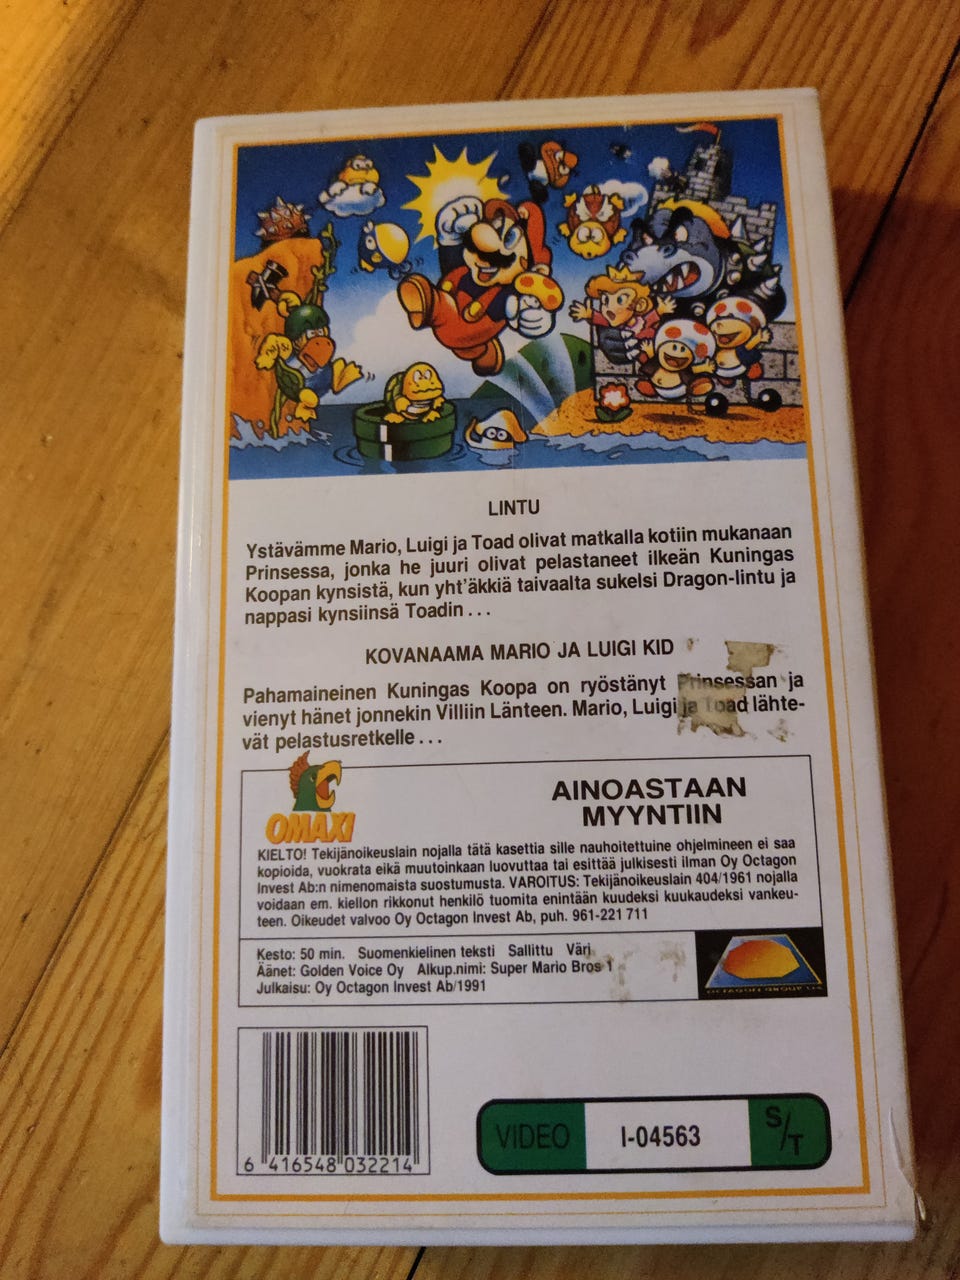 LINTU
Ystävämme Mario, Luigi ja Toad olivat matkalla kotiin mukanaan
Prinsessa, jonka he juuri olivat pelastaneet ilkeän Kuningas
Koopan kynsistä, kun yht'äkkiä taivaalta sukelsi Dragon-lintu ja
nappasi kynsiinsä Toadin...
KOVANAAMA MARIO JA LUIGI KID
Pahamaineinen Kuningas Koopa on ryöstänyt Prinsessan ja
vienyt hänet jonnekin Villiin Länteen. Mario, Luigi ja Toad lähte-
vät pelastusretkelle...
OMAXI
AINOASTAAN
MYYNTIIN
KIELTO! Tekijänoikeuslain nojalla tätä kasettia sille nauhoitettuine ohjelmineen ei saa
kopioida, vuokrata eikä muutoinkaan luovuttaa tai esittää julkisesti ilman Oy Octagon
Invest Ab:n nimenomaista suostumusta. VAROITUS: Tekijänoikeuslain 404/1961 nojalla
voidaan em. kiellon rikkonut henkilö tuomita enintään kuudeksi kuukaudeksi vankeu-
teen. Oikeudet valvoo Oy Octagon Invest Ab, puh. 961-221 711
Kesto: 50 min. Suomenkielinen teksti Sallittu Väri
Äänet: Golden Voice Oy Alkup.nimi: Super Mario Bros 1
Julkaisu: Oy Octagon Invest Ab/1991
OCTAGON GROUP
6 416548 032214
VIDEO I-04563 S/T